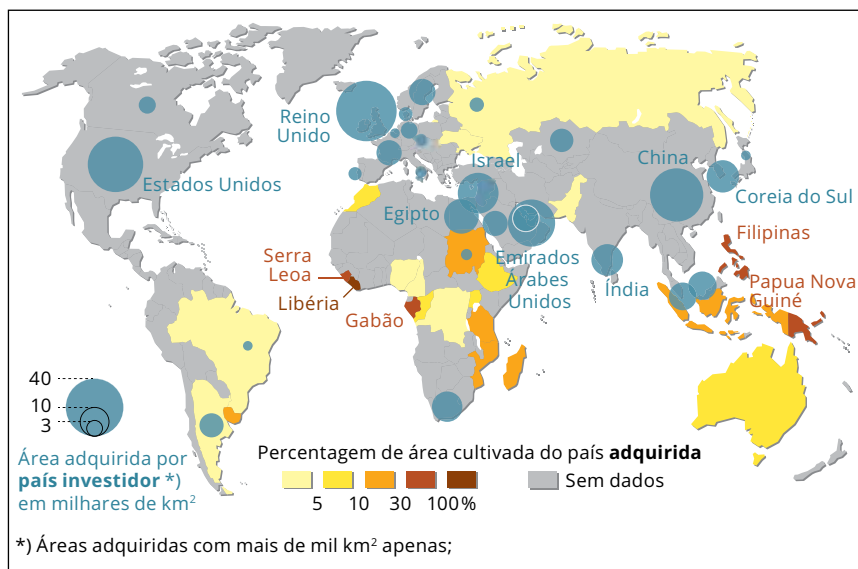 Reino
Unido
Estados Unidos
Israel
China
Coreia do Sul
Egipto
Filipinas
Serra
Leoa
Emirados
Árabes
Unidos
Libéria
Índia
Papua Nova
Guiné
Gabão
40
10
3
Área adquirida por
país investidor *)
em milhares de km²
Percentagem de área cultivada do país adquirida
5 10 30 100 %
Sem dados
*) Áreas adquiridas com mais de mil km² apenas;